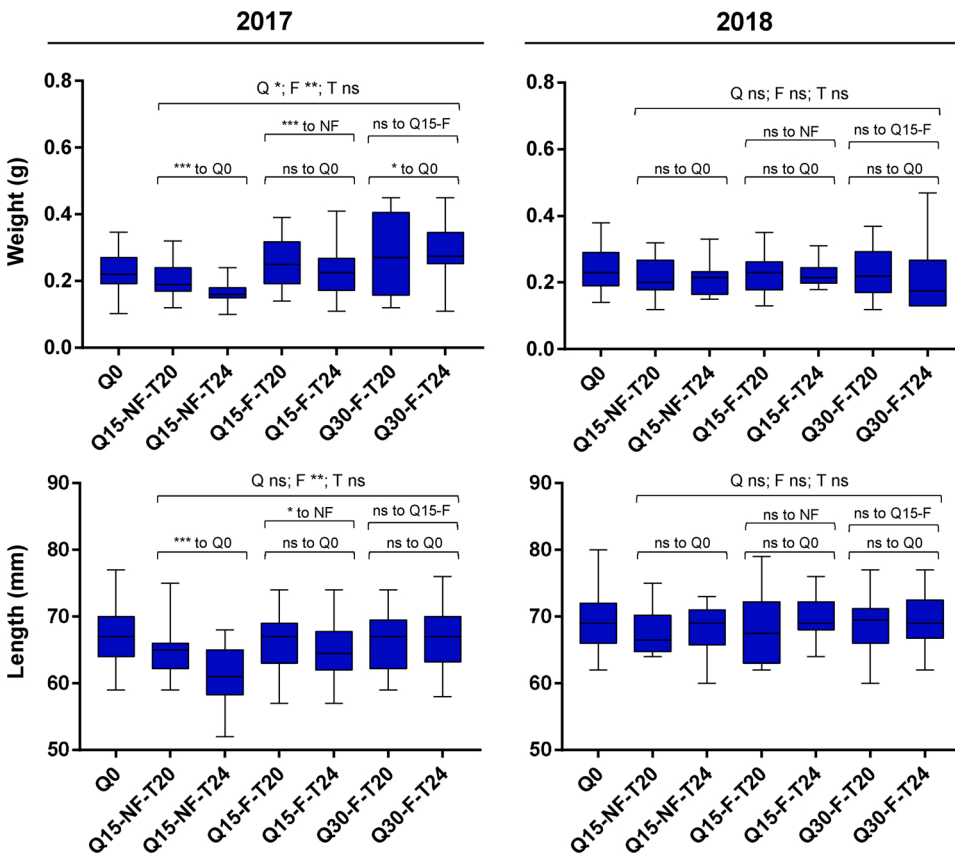 2017
2018
Weight (g)
0.8
0.6
0.4
0.2
0.0
Q *; F **; T ns
*** to NF
ns to Q15-F
*** to Q0
ns to Q0
* to Q0
Q0
Q15-NF-T20
Q15-NF-T24
Q15-F-T20
Q15-F-T24
Q30-F-T20
Q30-F-T24
0.8
0.6
0.4
0.2
0.0
Q ns; F ns; T ns
ns to NF
ns to Q15-F
ns to Q0
ns to Q0
ns to Q0
Q0
Q15-NF-T20
Q15-NF-T24
Q15-F-T20
Q15-F-T24
Q30-F-T20
Q30-F-T24
Length (mm)
90
80
70
60
50
Q ns; F **; T ns
* to NF
ns to Q15-F
*** to Q0
ns to Q0
ns to Q0
Q0
Q15-NF-T20
Q15-NF-T24
Q15-F-T20
Q15-F-T24
Q30-F-T20
Q30-F-T24
90
80
70
60
50
Q ns; F ns; T ns
ns to NF
ns to Q15-F
ns to Q0
ns to Q0
ns to Q0
Q0
Q15-NF-T20
Q15-NF-T24
Q15-F-T20
Q15-F-T24
Q30-F-T20
Q30-F-T24